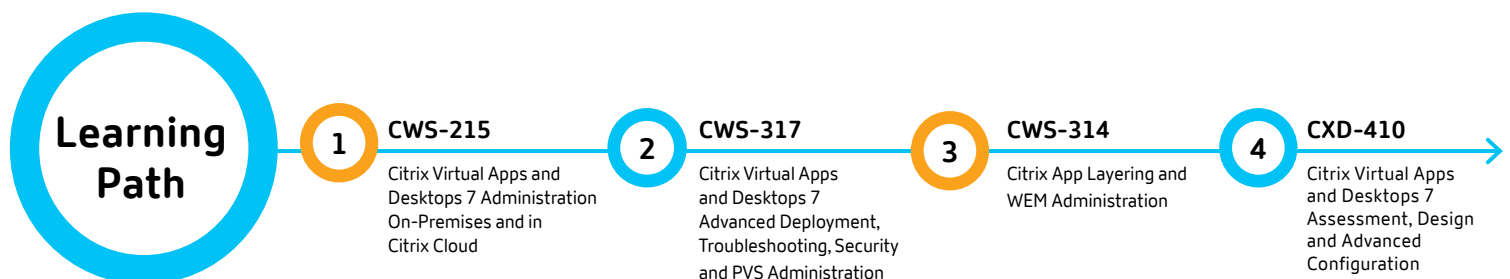 Learning
Path
1
CWS-215
Citrix Virtual Apps and
Desktops 7 Administration
On-Premises and in
Citrix Cloud
2
CWS-317
Citrix Virtual Apps
and Desktops 7
Advanced Deployment,
Troubleshooting, Security
and PVS Administration
3
CWS-314
Citrix App Layering and
WEM Administration
4
CXD-410
Citrix Virtual Apps
and Desktops 7
Assessment, Design
and Advanced
Configuration